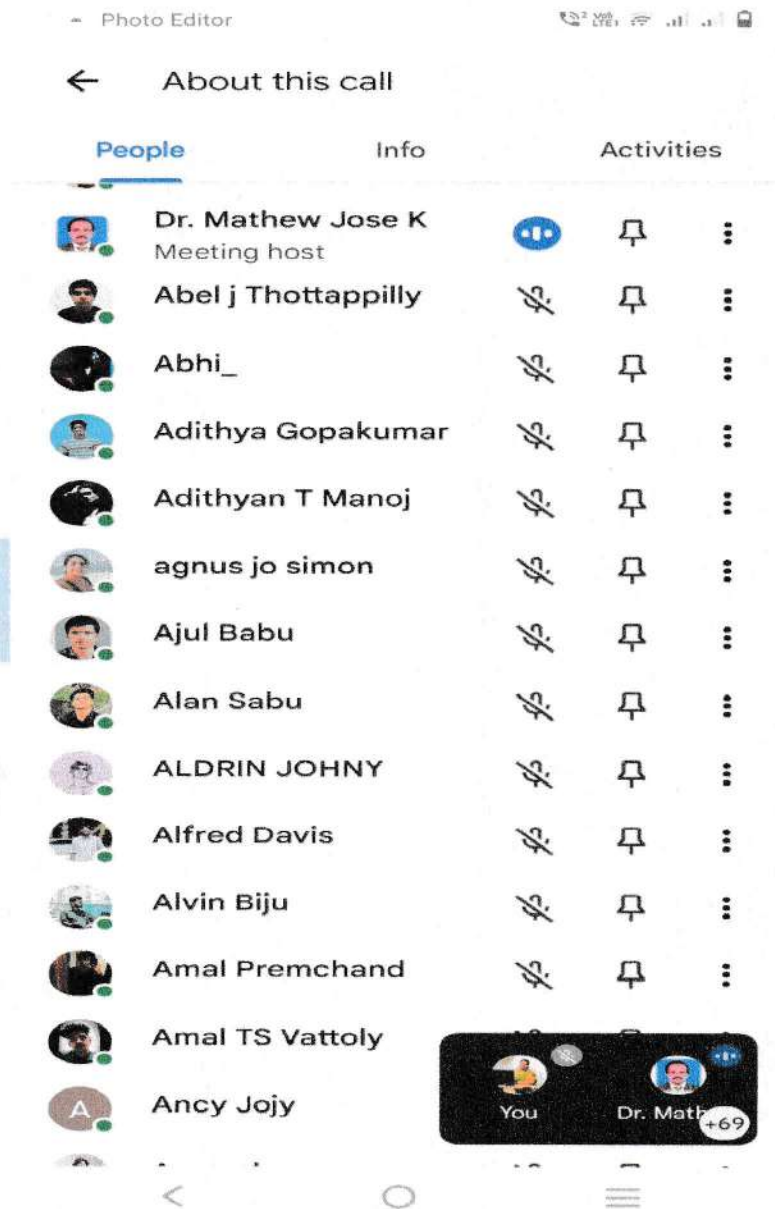 Photo Editor
About this call
People Info Activities
Dr. Mathew Jose K
Meeting host
Abel j Thottappilly
Abhi_
Adithya Gopakumar
Adithyan T Manoj
agnus jo simon
Ajul Babu
Alan Sabu
ALDRIN JOHNY
Alfred Davis
Alvin Biju
Amal Premchand
Amal TS Vattoly
A Ancy Jojy
You Dr. Math
+69